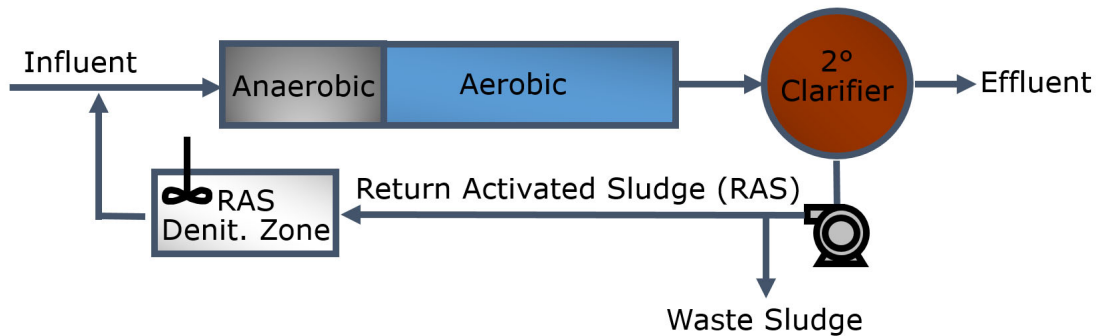 Influent
Anaerobic
Aerobic
2°
Clarifier
Effluent
RAS
Denit. Zone
Return Activated Sludge (RAS)
Waste Sludge